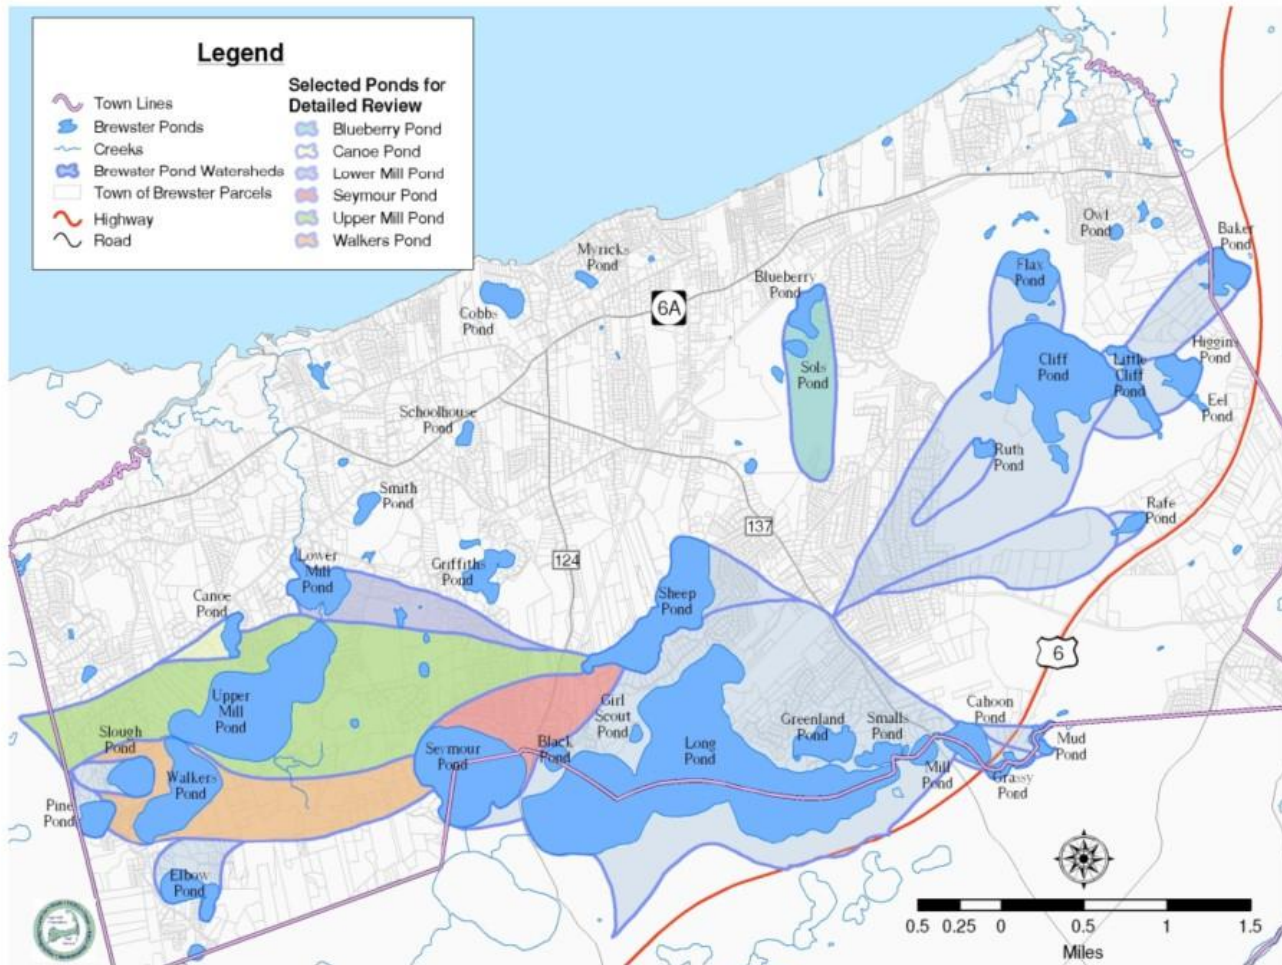 Legend
Town Lines
Brewster Ponds
Creeks
Brewster Pond Watersheds
Town of Brewster Parcels
Highway
Road
Selected Ponds for
Detailed Review
Blueberry Pond
Canoe Pond
Lower Mill Pond
Seymour Pond
Upper Mill Pond
Walkers Pond
Owl
Pond
Baker
Pond
Myricks
Pond
Blueberry
Pond
Flax
Pond
Cobbs
Pond
6A
Higgins
Pond
Cliff
Pond
Little
Cliff
Pond
Sols
Pond
Eel
Pond
Schoolhouse
Pond
Ruth
Pond
Smith
Pond
Rafe
Pond
137
Lower
Mill
Pond
Griffiths
Pond
124
Canoe
Pond
Sheep
Pond
6
Upper
Mill
Pond
Girl
Scout
Pond
Cahoon
Pond
Slough
Pond
Greenland
Pond
Smalls
Pond
Seymour
Pond
Black
Pond
Long
Pond
Mud
Pond
Walkers
Pond
Mill
Pond
Grassy
Pond
Pine
Pond
Elbow
Pond
0.5 0.25 0 0.5 1 1.5
Miles